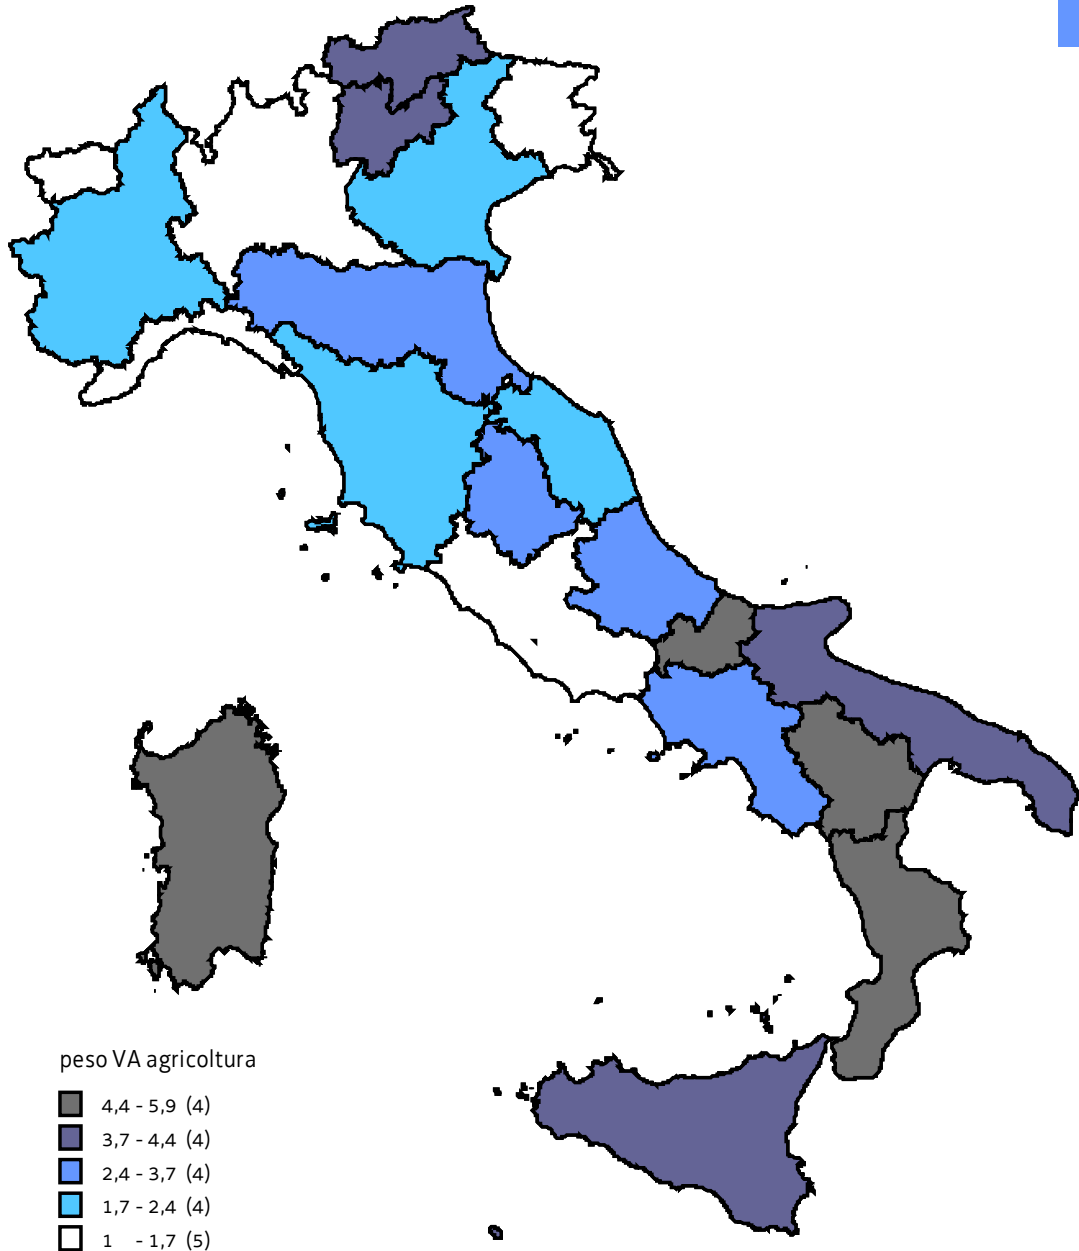 peso VA agricoltura
4,4 - 5,9 (4)
3,7 - 4,4 (4)
2,4 - 3,7 (4)
1,7 - 2,4 (4)
1 - 1,7 (5)